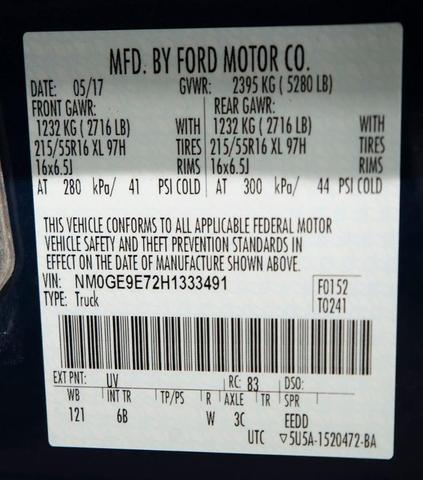 MFD. BY FORD MOTOR CO.
DATE: 05/17 GVWR: 2395 KG ( 5280 LB)
FRONT GAWR: REAR GAWR:
1232 KG ( 2716 LB) WITH 1232 KG ( 2716 LB) WITH
215/55R16 XL 97H TIRES 215/55R16 XL 97H TIRES
16x6.5J RIMS 16x6.5J RIMS
AT 280 kPa/ 41 PSI COLD AT 300 kPa/ 44 PSI COLD
THIS VEHICLE CONFORMS TO ALL APPLICABLE FEDERAL MOTOR
VEHICLE SAFETY AND THEFT PREVENTION STANDARDS IN
EFFECT ON THE DATE OF MANUFACTURE SHOWN ABOVE.
VIN: NM0GE9E72H1333491 F0152
TYPE: Truck T0241
EXT PNT: UV RC: 83 DSO:
WB INT TR TP/PS R AXLE TR SPR
121 6B W 3C EEDD
UTC ▽5U5A-1520472-BA